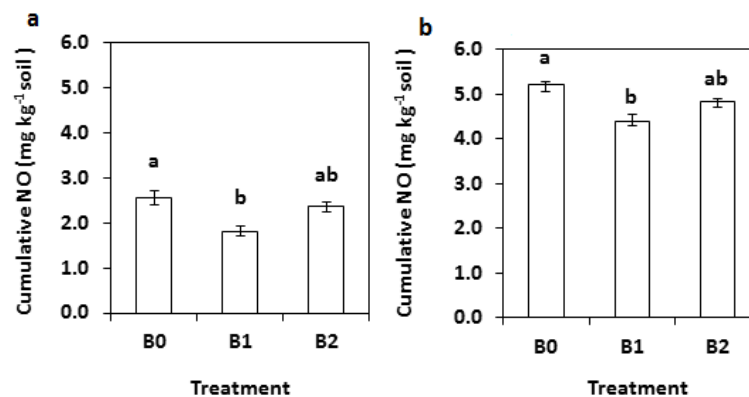 a
Cumulative NO (mg kg⁻¹ soil )
6.0
5.0
4.0
3.0
2.0
1.0
0.0
a
b
ab
B0 B1 B2
Treatment
b
Cumulative NO (mg kg⁻¹ soil )
6.0
5.0
4.0
3.0
2.0
1.0
0.0
a
b
ab
B0 B1 B2
Treatment